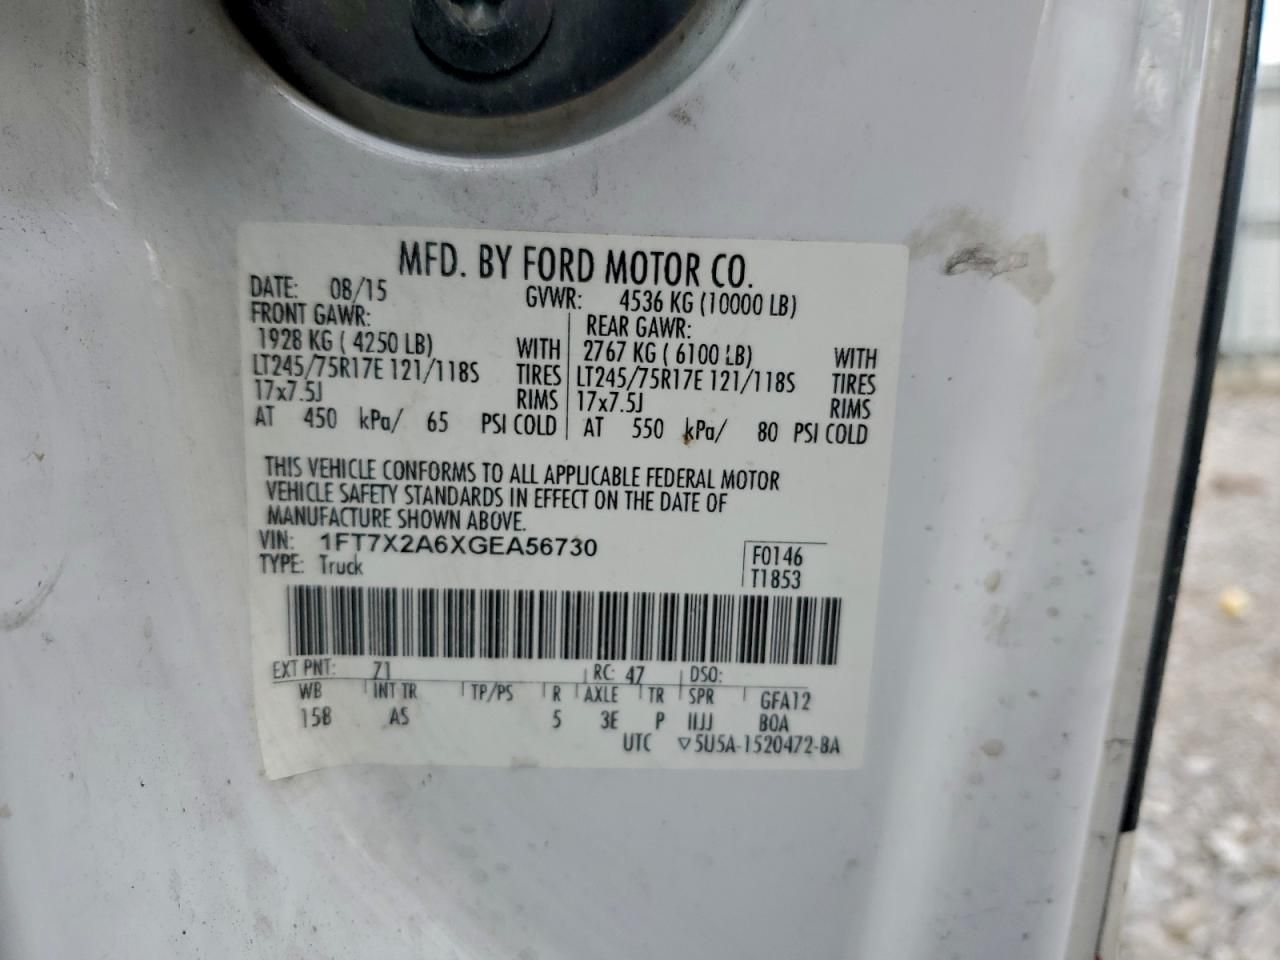 MFD. BY FORD MOTOR CO.
DATE: 08/15 GVWR: 4536 KG (10000 LB)
FRONT GAWR: REAR GAWR:
1928 KG ( 4250 LB) WITH 2767 KG ( 6100 LB) WITH
LT245/75R17E 121/118S TIRES LT245/75R17E 121/118S TIRES
17x7.5J RIMS 17x7.5J RIMS
AT 450 kPa/ 65 PSI COLD AT 550 kPa/ 80 PSI COLD
THIS VEHICLE CONFORMS TO ALL APPLICABLE FEDERAL MOTOR
VEHICLE SAFETY STANDARDS IN EFFECT ON THE DATE OF
MANUFACTURE SHOWN ABOVE.
VIN: 1FT7X2A6XGEA56730 F0146
TYPE: Truck T1853
EXT PNT: Z1 RC: 47 DSO:
WB INT TR TP/PS R AXLE TR SPR GFA12
158 AS 5 3E P IIJJ BOA
UTC ▽5U5A-1520472-BA